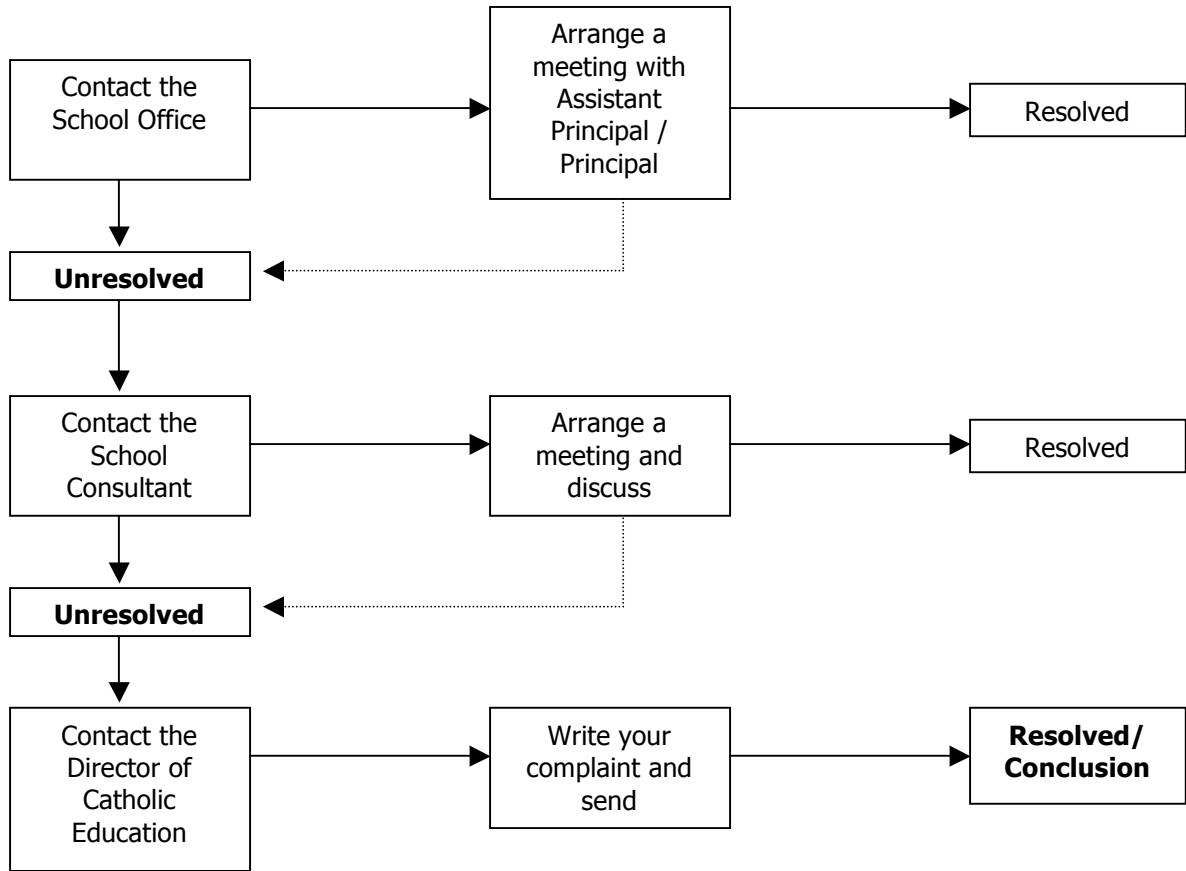 Contact the
School Office
Arrange a
meeting with
Assistant
Principal /
Principal
Resolved
Unresolved
Contact the
School
Consultant
Arrange a
meeting and
discuss
Resolved
Unresolved
Contact the
Director of
Catholic
Education
Write your
complaint and
send
Resolved/
Conclusion